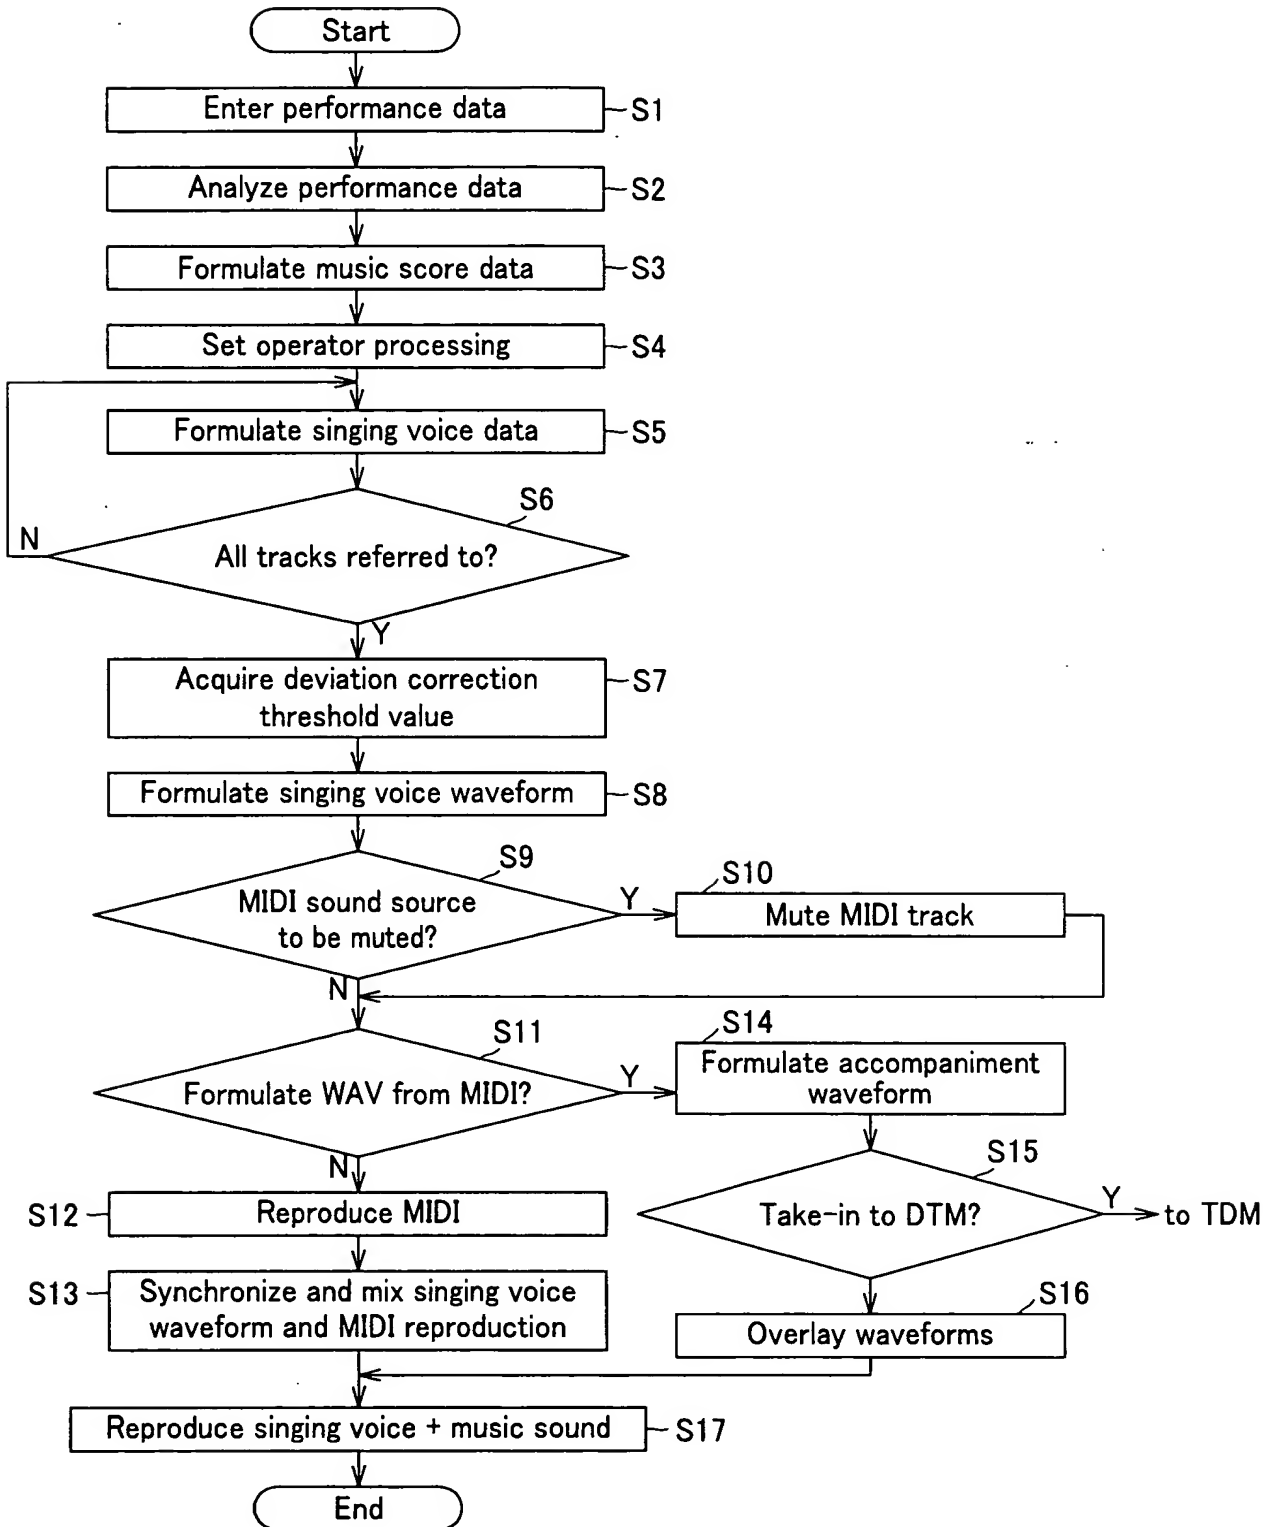 Start
Enter performance data
S1
Analyze performance data
S2
Formulate music score data
S3
Set operator processing
S4
Formulate singing voice data
S5
S6
N
All tracks referred to?
Y
Acquire deviation correction
threshold value
S7
Formulate singing voice waveform
S8
S9
MIDI sound source
to be muted?
Y
S10
Mute MIDI track
N
S11
Formulate WAV from MIDI?
Y
S14
Formulate accompaniment
waveform
N
S15
Take-in to DTM?
Y
to TDM
S12
Reproduce MIDI
S13
Synchronize and mix singing voice
waveform and MIDI reproduction
S16
Overlay waveforms
Reproduce singing voice + music sound
S17
End